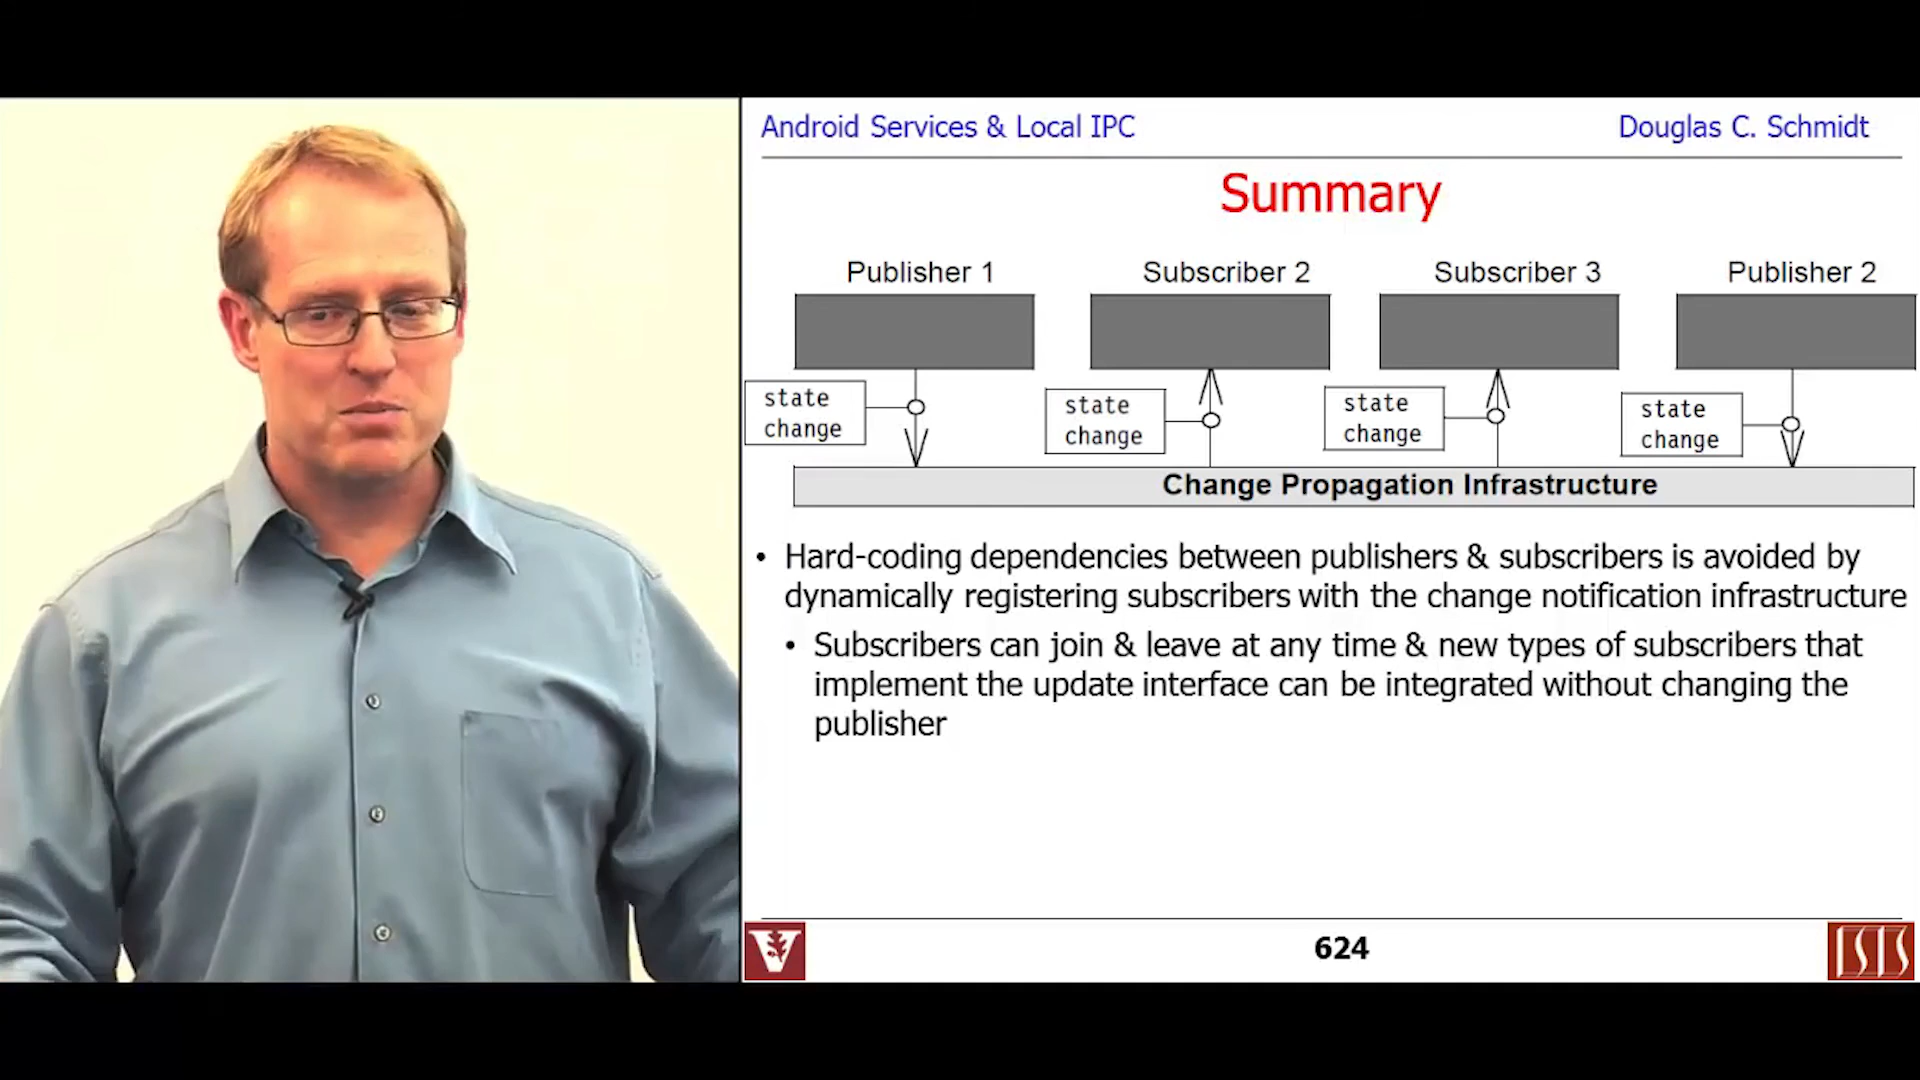 Android Services & Local IPC
Douglas C. Schmidt
Summary
Publisher 1
Subscriber 2
Subscriber 3
Publisher 2
state
change
state
change
state
change
state
change
Change Propagation Infrastructure
• Hard-coding dependencies between publishers & subscribers is avoided by
dynamically registering subscribers with the change notification infrastructure
• Subscribers can join & leave at any time & new types of subscribers that
implement the update interface can be integrated without changing the
publisher
V
624
ISIS